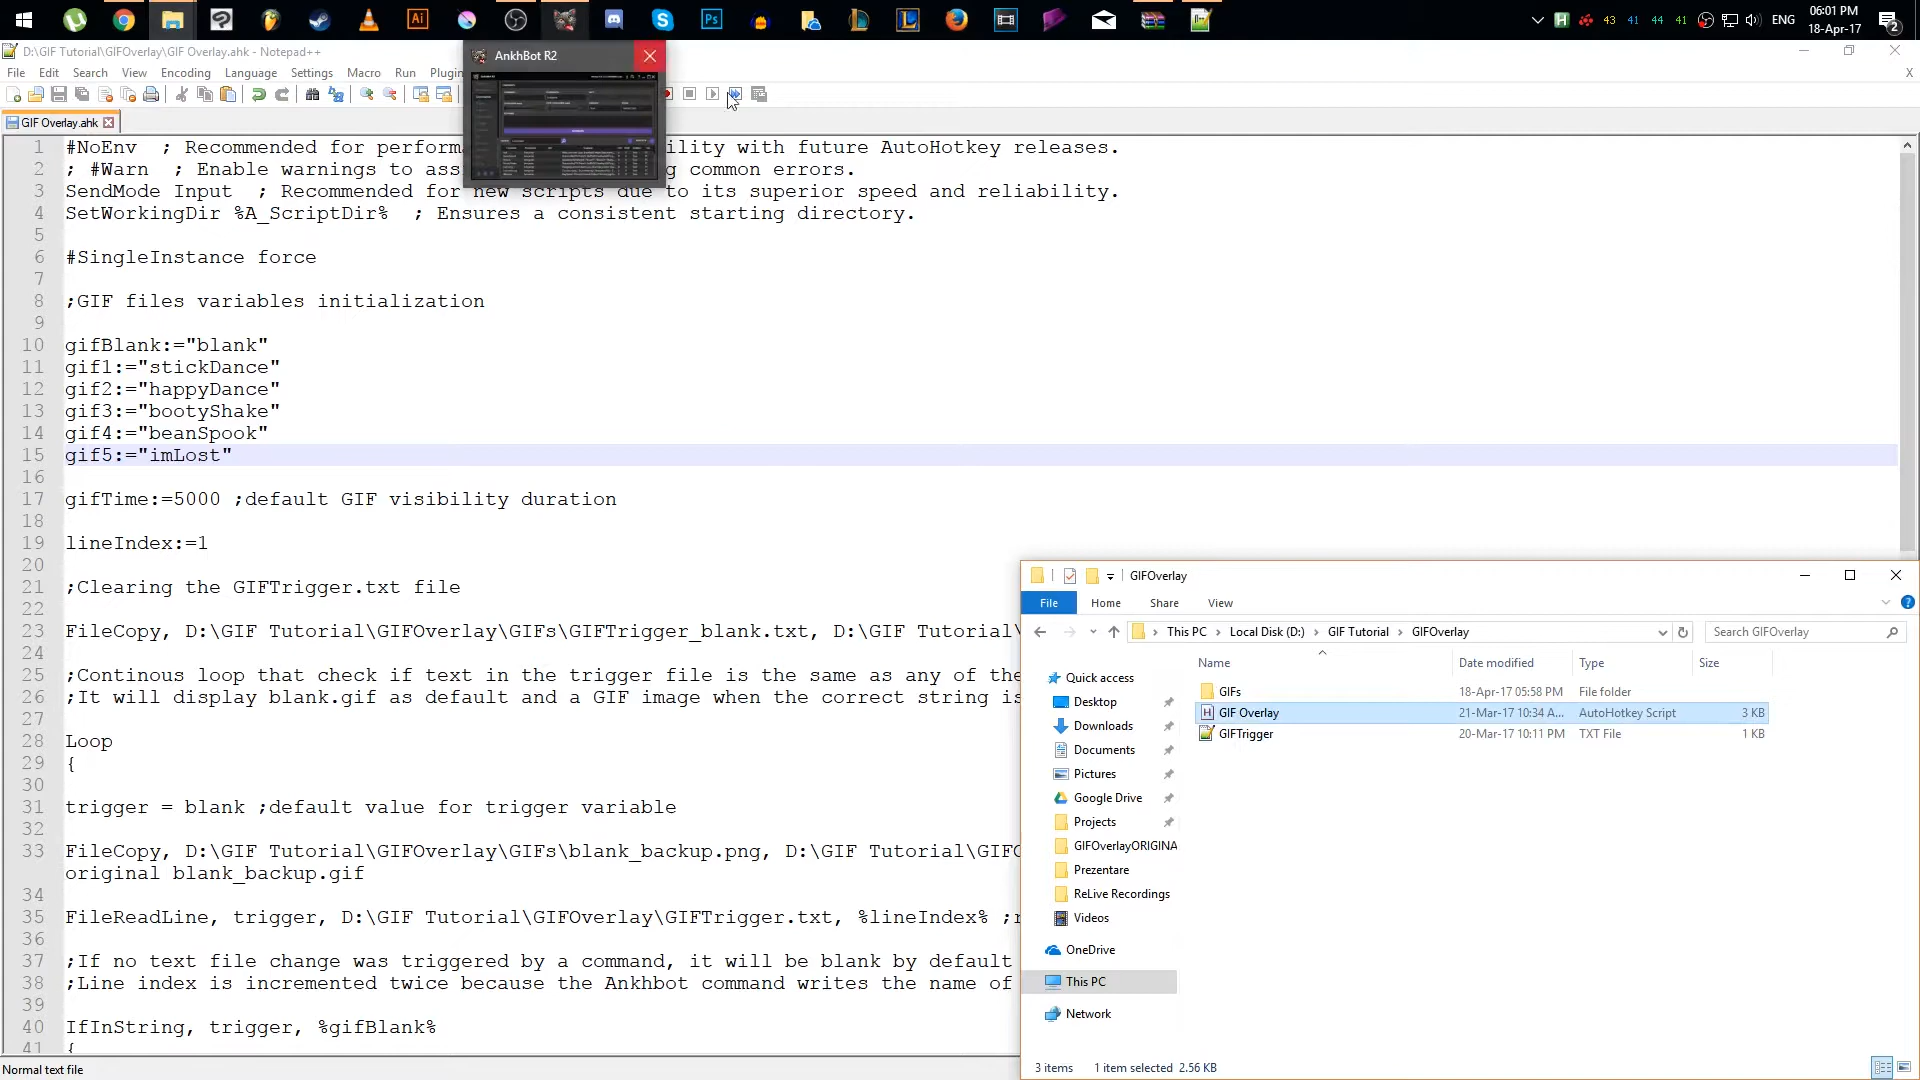 43 41 44 41 ENG 06:01 PM
18-Apr-17
2
D:\GIF Tutorial\GIFOverlay\GIF Overlay.ahk - Notepad++
AnkhBot R2
File Edit Search View Encoding Language Settings Macro Run Plugin
X
GIF Overlay.ahk
1 #NoEnv ; Recommended for perform
ility with future AutoHotkey releases.
2 ; #Warn ; Enable warnings to ass
g common errors.
3 SendMode Input ; Recommended for new scripts due to its superior speed and reliability.
4 SetWorkingDir %A_ScriptDir% ; Ensures a consistent starting directory.
5
6 #SingleInstance force
7
8 ;GIF files variables initialization
9
10 gifBlank:="blank"
11 gif1:="stickDance"
12 gif2:="happyDance"
13 gif3:="bootyShake"
14 gif4:="beanSpook"
15 gif5:="imLost"
16
17 gifTime:=5000 ;default GIF visibility duration
18
19 lineIndex:=1
20
21 ;Clearing the GIFTrigger.txt file
22
23 FileCopy, D:\GIF Tutorial\GIFOverlay\GIFs\GIFTrigger_blank.txt, D:\GIF Tutorial\
24
25 ;Continous loop that check if text in the trigger file is the same as any of the
26 ;It will display blank.gif as default and a GIF image when the correct string is
27
28 Loop
29 {
30
31 trigger = blank ;default value for trigger variable
32
33 FileCopy, D:\GIF Tutorial\GIFOverlay\GIFs\blank_backup.png, D:\GIF Tutorial\GIFO
original blank_backup.gif
34
35 FileReadLine, trigger, D:\GIF Tutorial\GIFOverlay\GIFTrigger.txt, %lineIndex% ;r
36
37 ;If no text file change was triggered by a command, it will be blank by default
38 ;Line index is incremented twice because the Ankhbot command writes the name of
39
40 IfInString, trigger, %gifBlank%
41 {
Normal text file
GIFOverlay
File Home Share View
This PC Local Disk (D:) GIF Tutorial GIFOverlay
Search GIFOverlay
Name Date modified Type Size
GIFs 18-Apr-17 05:58 PM File folder
GIF Overlay 21-Mar-17 10:34 A... AutoHotkey Script 3 KB
GIFTrigger 20-Mar-17 10:11 PM TXT File 1 KB
Quick access
Desktop
Downloads
Documents
Pictures
Google Drive
Projects
GIFOverlayORIGINA
Prezentare
ReLive Recordings
Videos
OneDrive
This PC
Network
3 items 1 item selected 2.56 KB